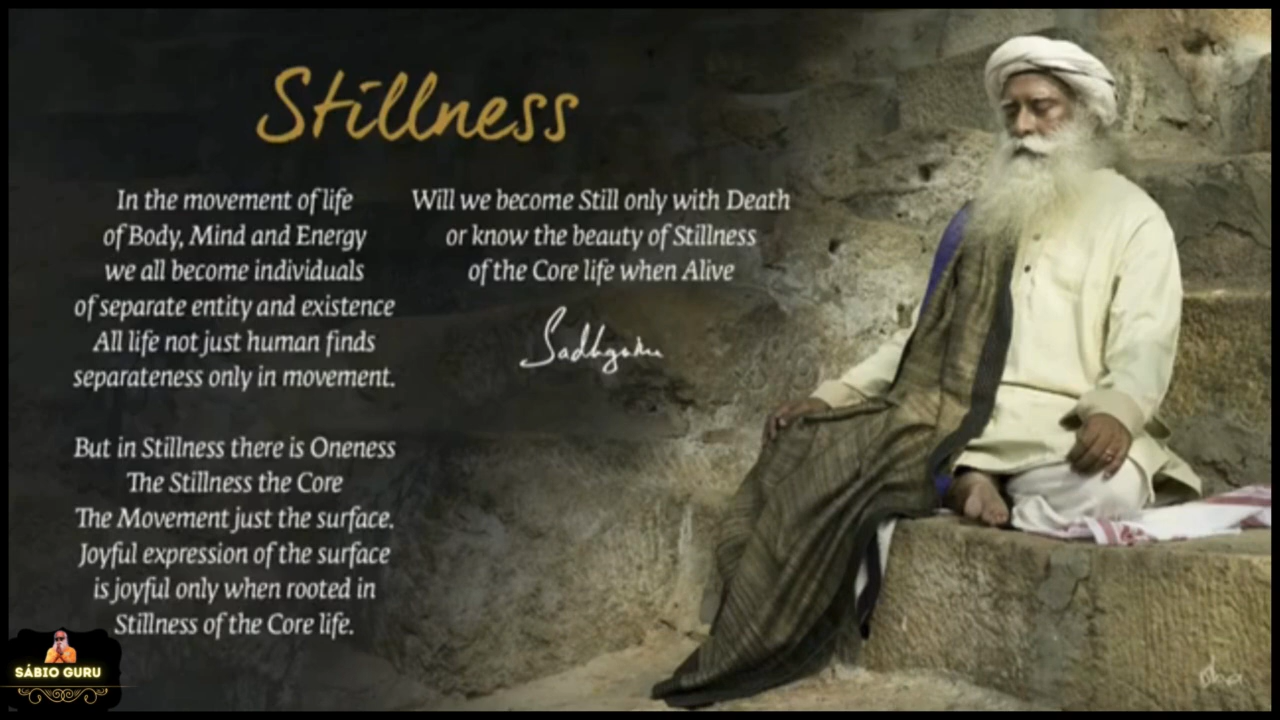 Stillness
In the movement of life
of Body, Mind and Energy
we all become individuals
of separate entity and existence
All life not just human finds
separateness only in movement.
But in Stillness there is Oneness
The Stillness the Core
The Movement just the surface.
Joyful expression of the surface
is joyful only when rooted in
Stillness of the Core life.
Will we become Still only with Death
or know the beauty of Stillness
of the Core life when Alive
Sadhguru
SÁBIO GURU